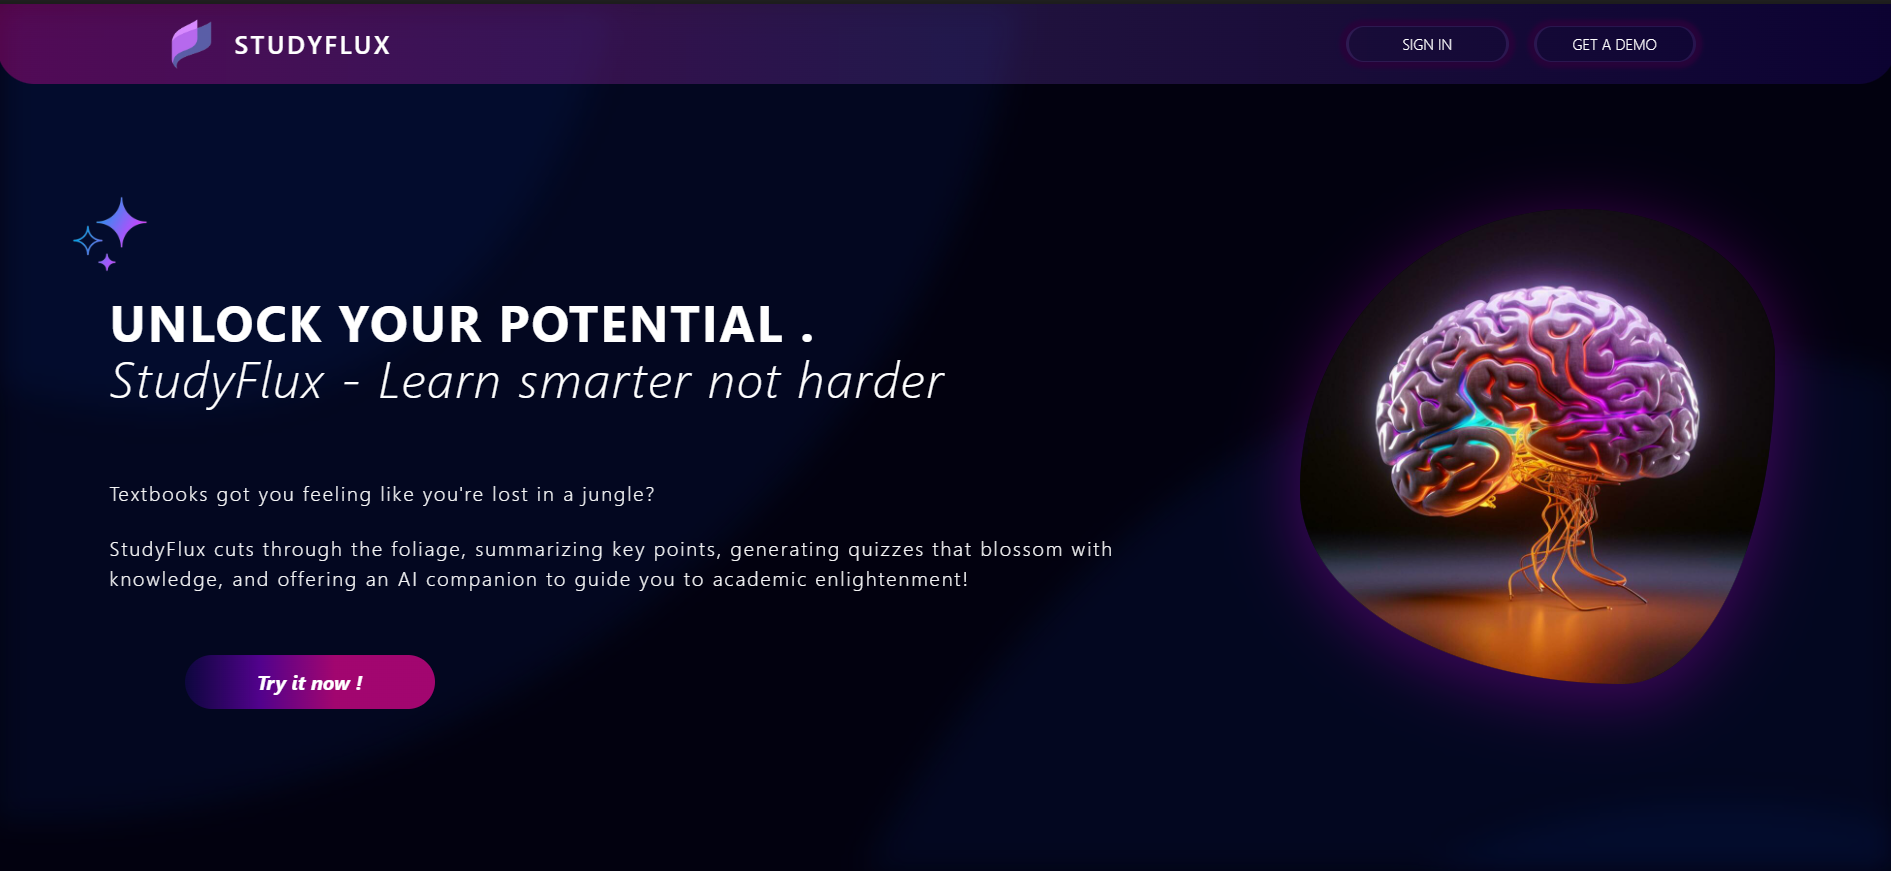 STUDYFLUX
SIGN IN
GET A DEMO
UNLOCK YOUR POTENTIAL .
StudyFlux - Learn smarter not harder
Textbooks got you feeling like you're lost in a jungle?
StudyFlux cuts through the foliage, summarizing key points, generating quizzes that blossom with
knowledge, and offering an AI companion to guide you to academic enlightenment!
Try it now !